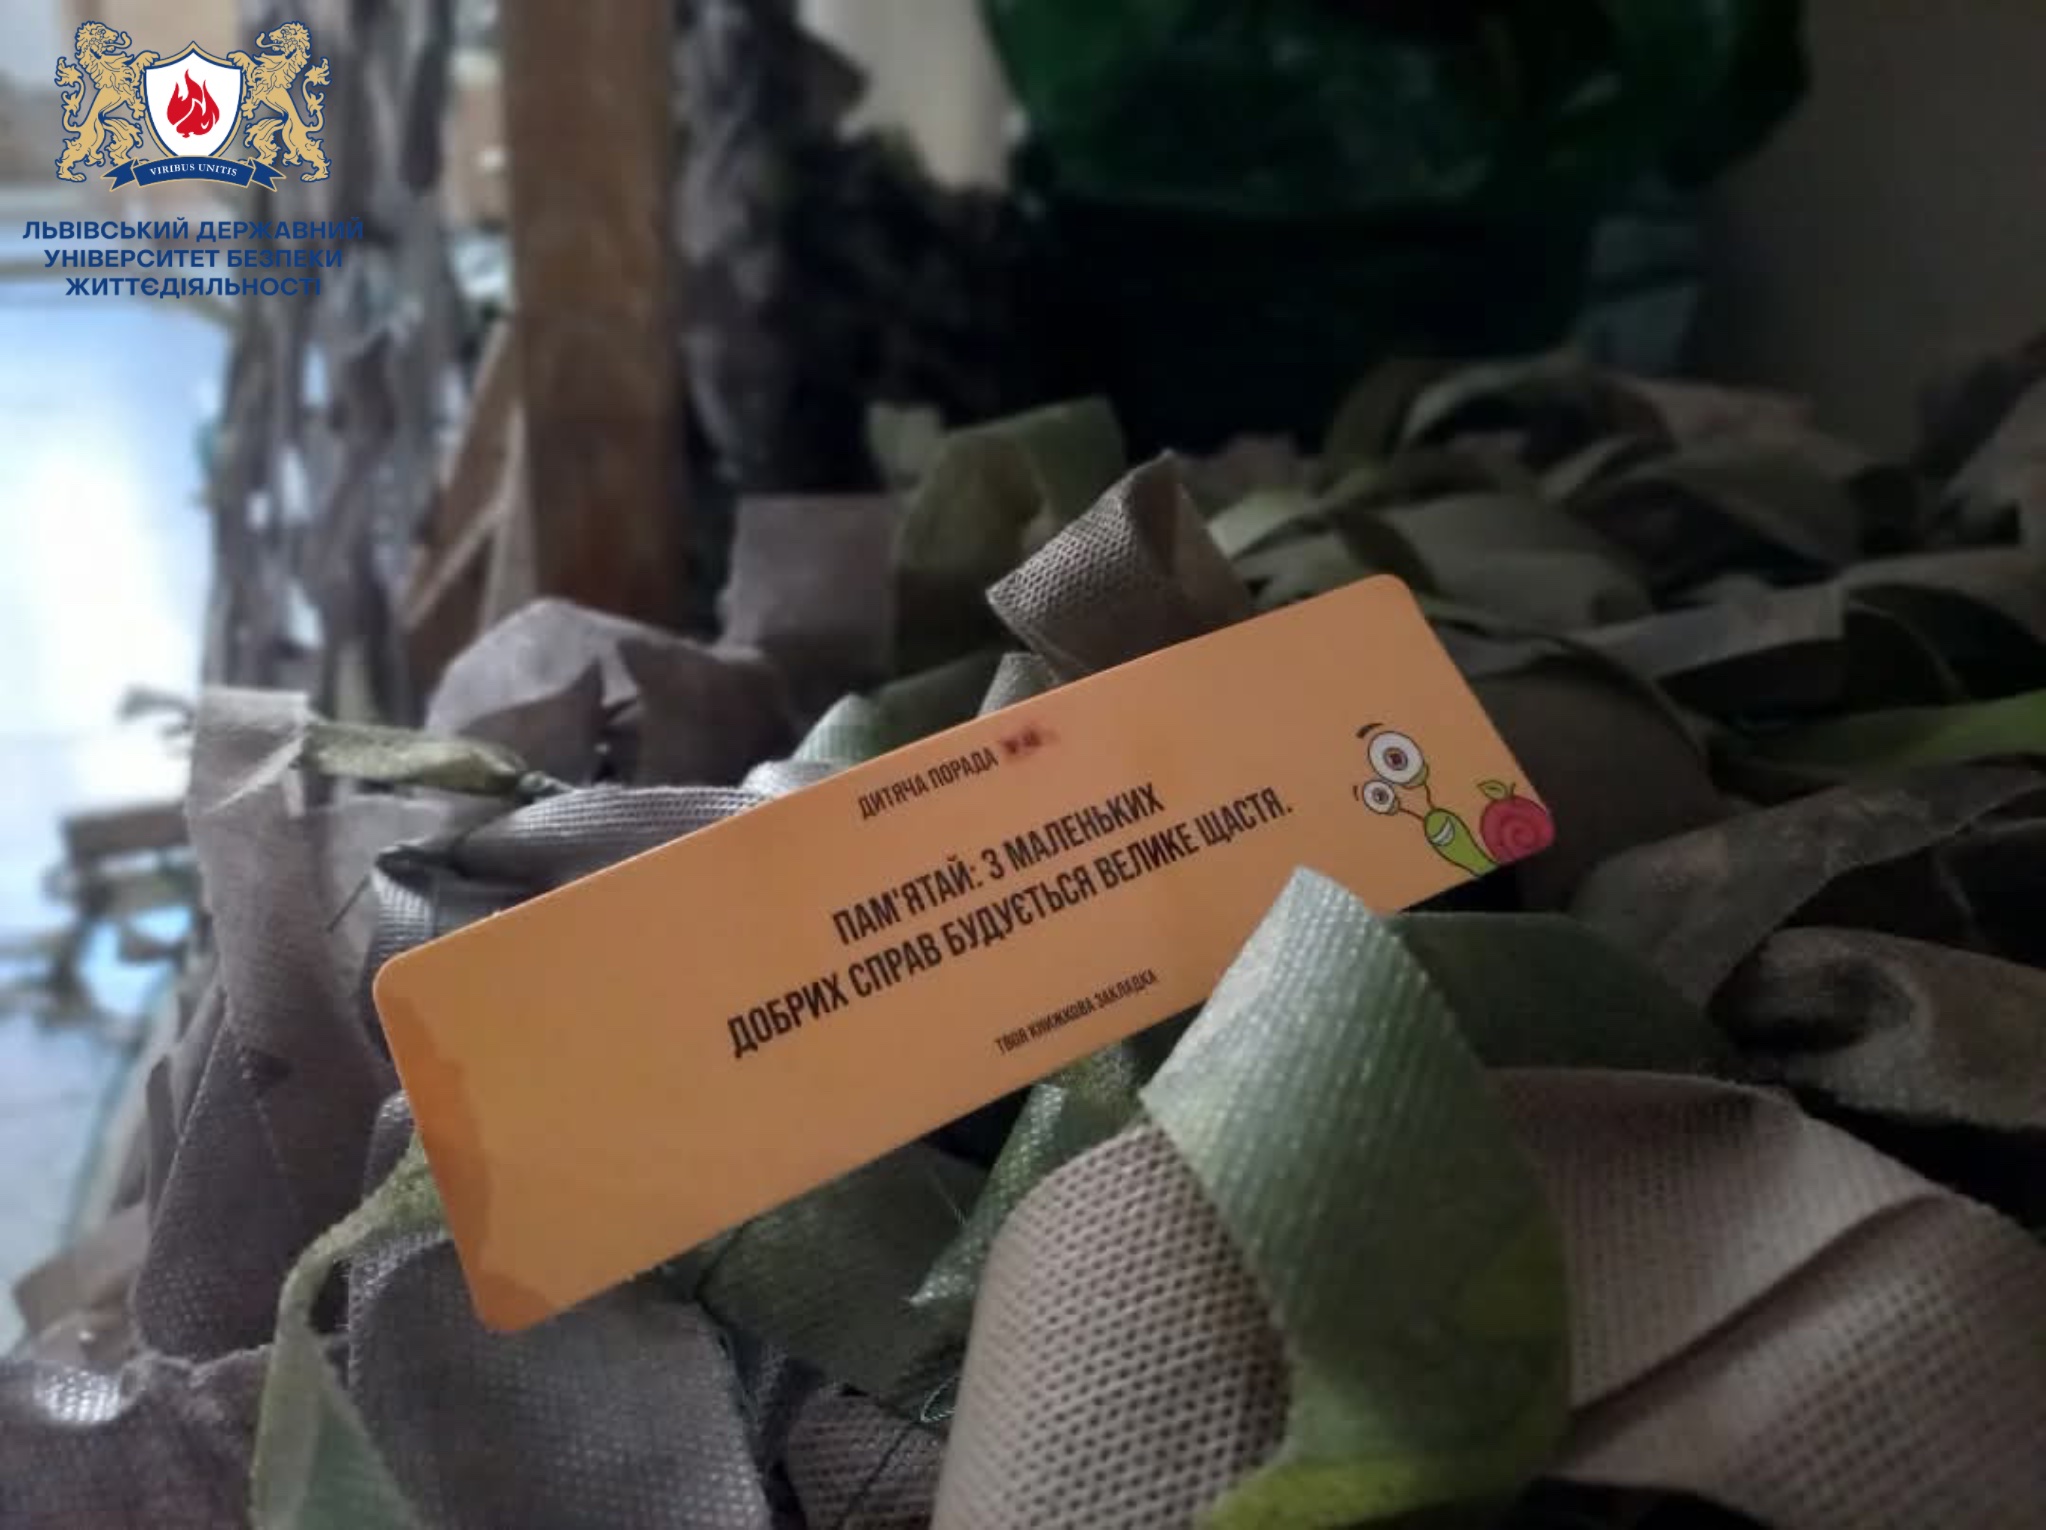 VIRIBUS UNITIS
ЛЬВІВСЬКИЙ ДЕРЖАВНИЙ
УНІВЕРСИТЕТ БЕЗПЕКИ
ЖИТТЄДІЯЛЬНОСТІ
ДИТЯЧА ПОРАДА
ПАМ'ЯТАЙ: З МАЛЕНЬКИХ
ДОБРИХ СПРАВ БУДУЄТЬСЯ ВЕЛИКЕ ЩАСТЯ.
ТВОЯ КНИЖКОВА ЗАКЛАДКА